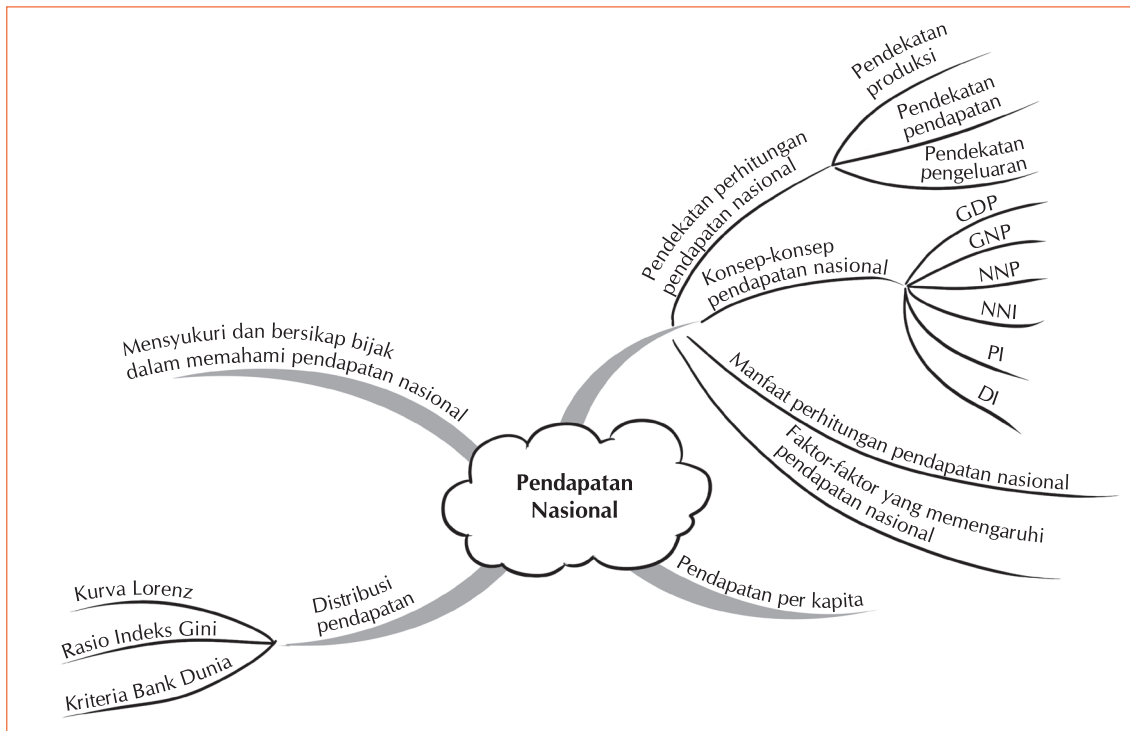 Pendekatan
produksi
Pendekatan
pendapatan
Pendekatan
pengeluaran
Pendekatan perhitungan
pendapatan nasional
GDP
GNP
NNP
NNI
PI
DI
Konsep-konsep
pendapatan nasional
Manfaat perhitungan pendapatan nasional
Faktor-faktor yang memengaruhi
pendapatan nasional
Mensyukuri dan bersikap bijak
dalam memahami pendapatan nasional
Pendapatan
Nasional
Pendapatan per kapita
Distribusi
pendapatan
Kurva Lorenz
Rasio Indeks Gini
Kriteria Bank Dunia